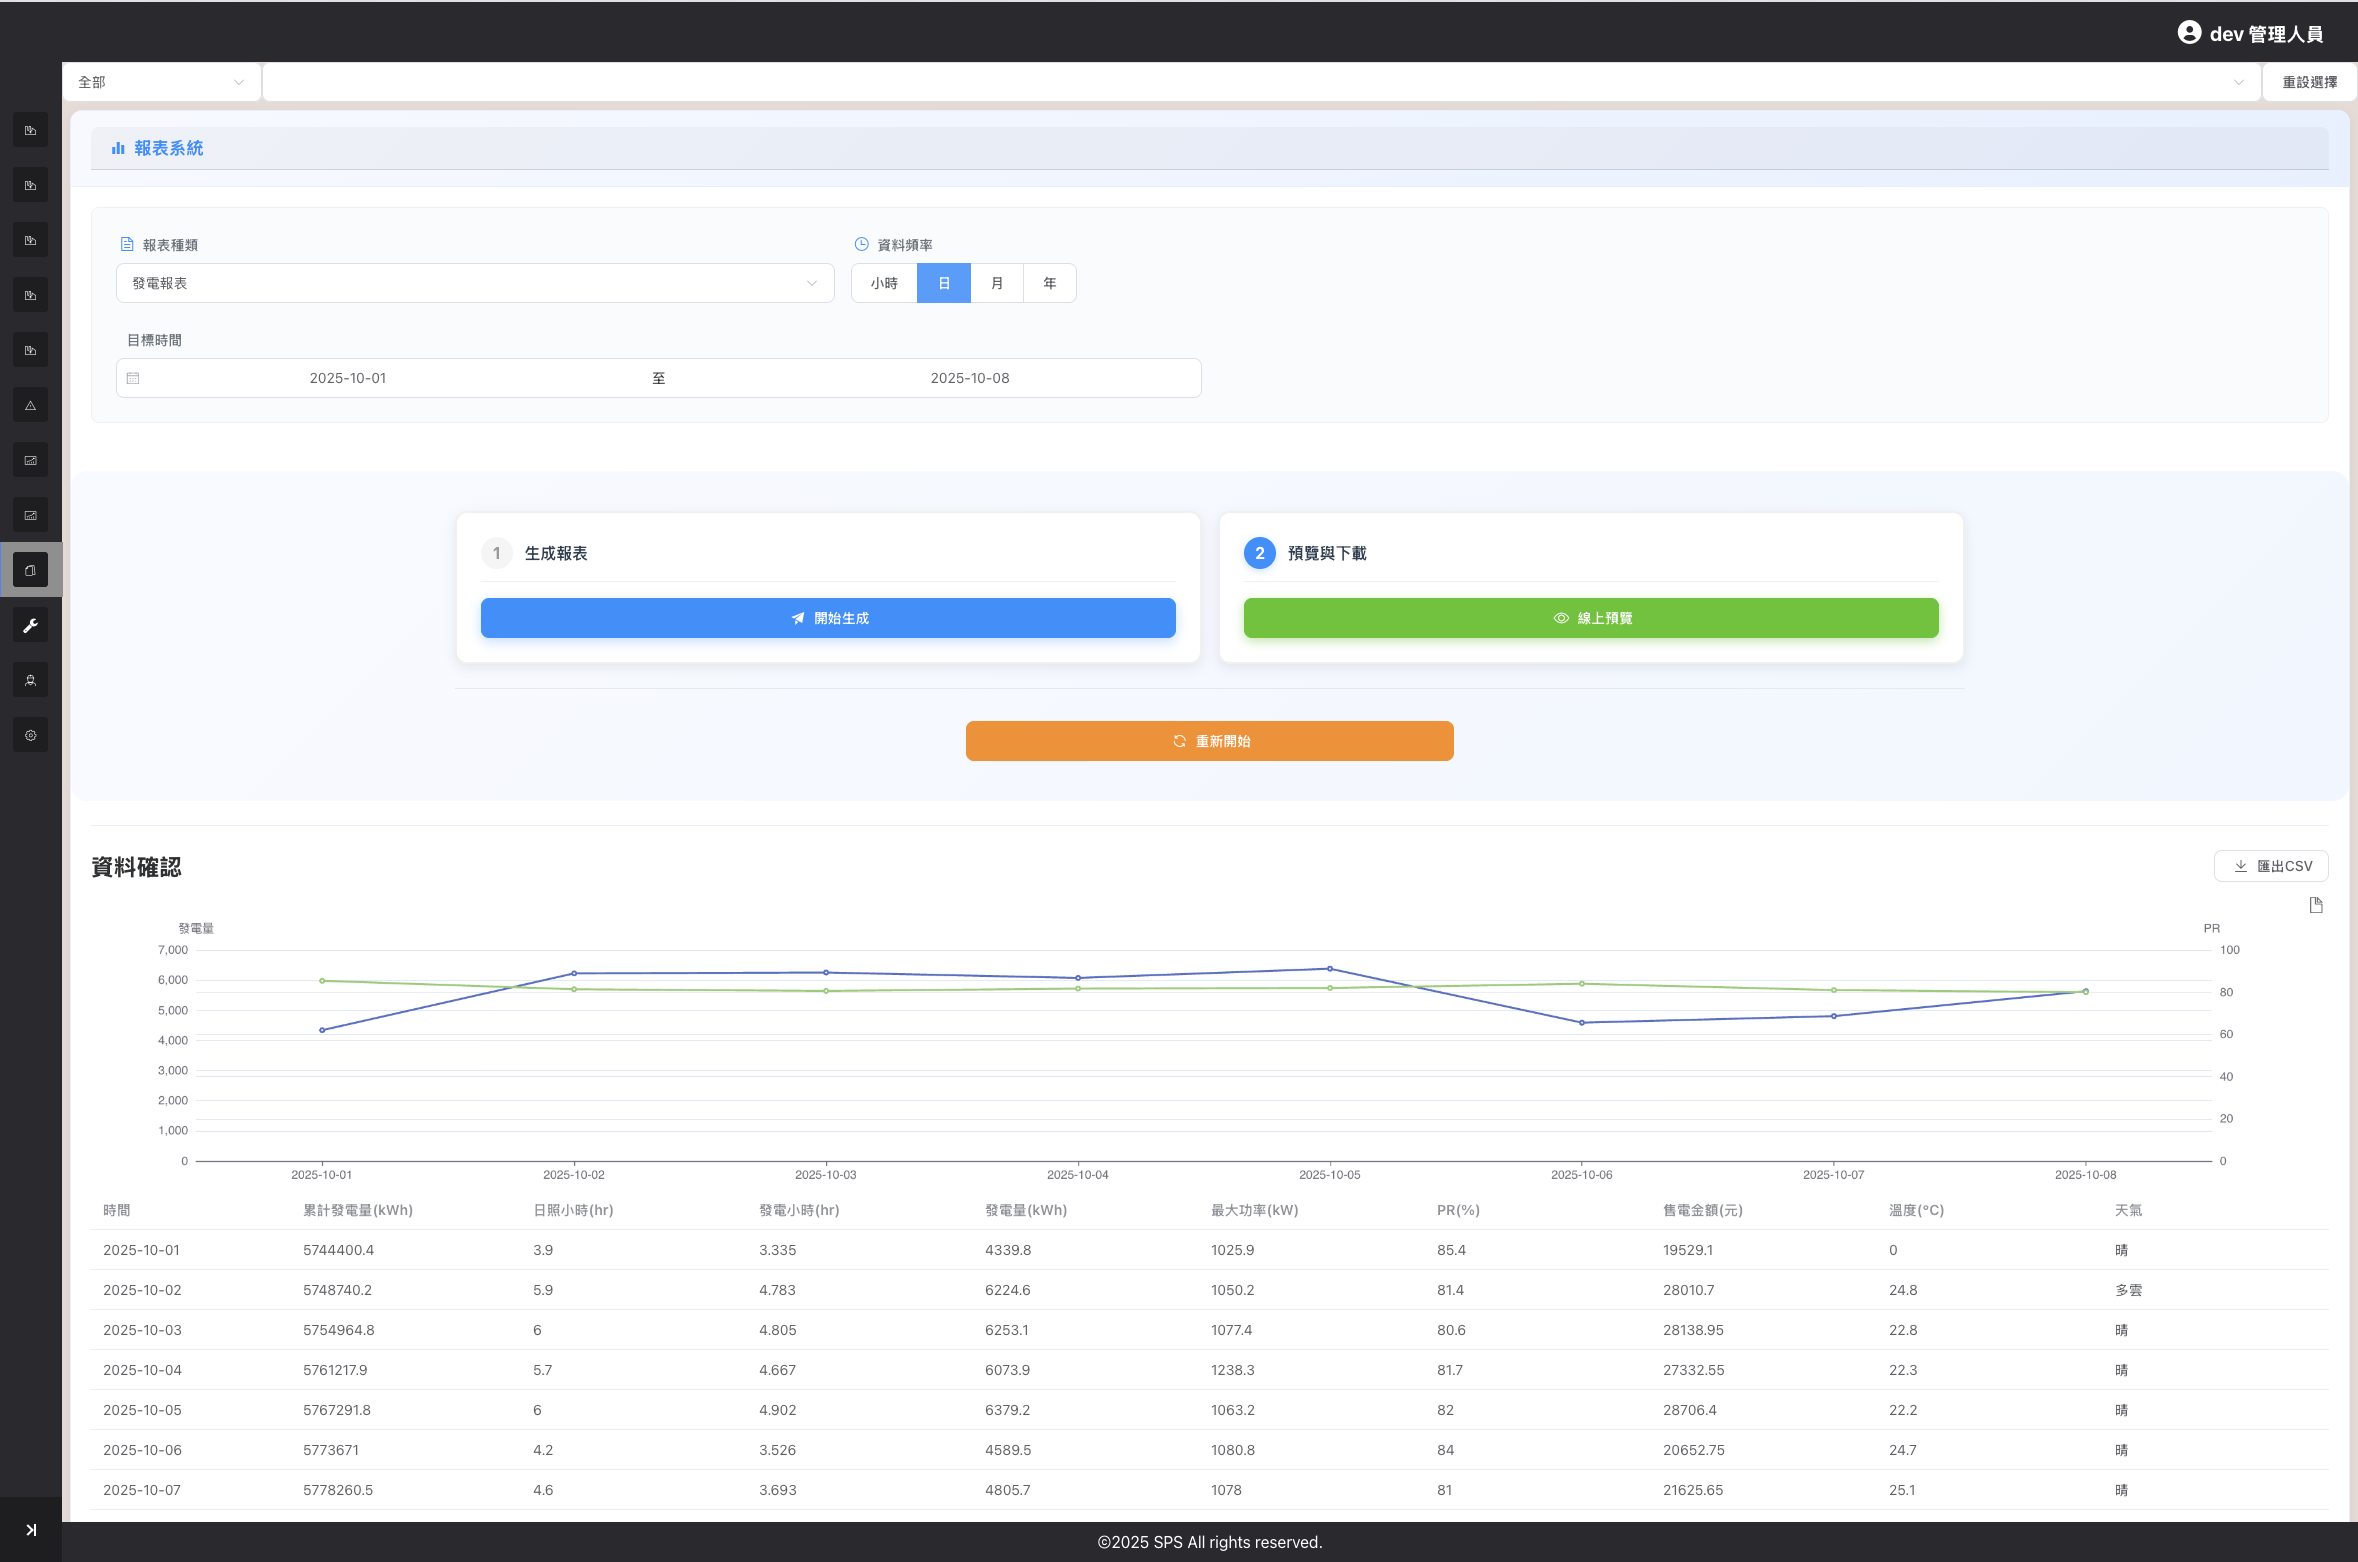 dev 管理人員
全部
重設選擇
報表系統
報表種類 資料頻率
發電報表 小時 日 月 年
目標時間
2025-10-01 至 2025-10-08
1 生成報表
開始生成
2 預覽與下載
線上預覽
重新開始
資料確認
匯出CSV
發電量 PR
7,000 100
6,000
5,000 80
4,000 60
3,000 40
2,000
1,000 20
0 0
2025-10-01 2025-10-02 2025-10-03 2025-10-04 2025-10-05 2025-10-06 2025-10-07 2025-10-08
時間 累計發電量(kWh) 日照小時(hr) 發電小時(hr) 發電量(kWh) 最大功率(kW) PR(%) 售電金額(元) 溫度(°C) 天氣
2025-10-01 5744400.4 3.9 3.335 4339.8 1025.9 85.4 19529.1 0 晴
2025-10-02 5748740.2 5.9 4.783 6224.6 1050.2 81.4 28010.7 24.8 多雲
2025-10-03 5754964.8 6 4.805 6253.1 1077.4 80.6 28138.95 22.8 晴
2025-10-04 5761217.9 5.7 4.667 6073.9 1238.3 81.7 27332.55 22.3 晴
2025-10-05 5767291.8 6 4.902 6379.2 1063.2 82 28706.4 22.2 晴
2025-10-06 5773671 4.2 3.526 4589.5 1080.8 84 20652.75 24.7 晴
2025-10-07 5778260.5 4.6 3.693 4805.7 1078 81 21625.65 25.1 晴
©2025 SPS All rights reserved.